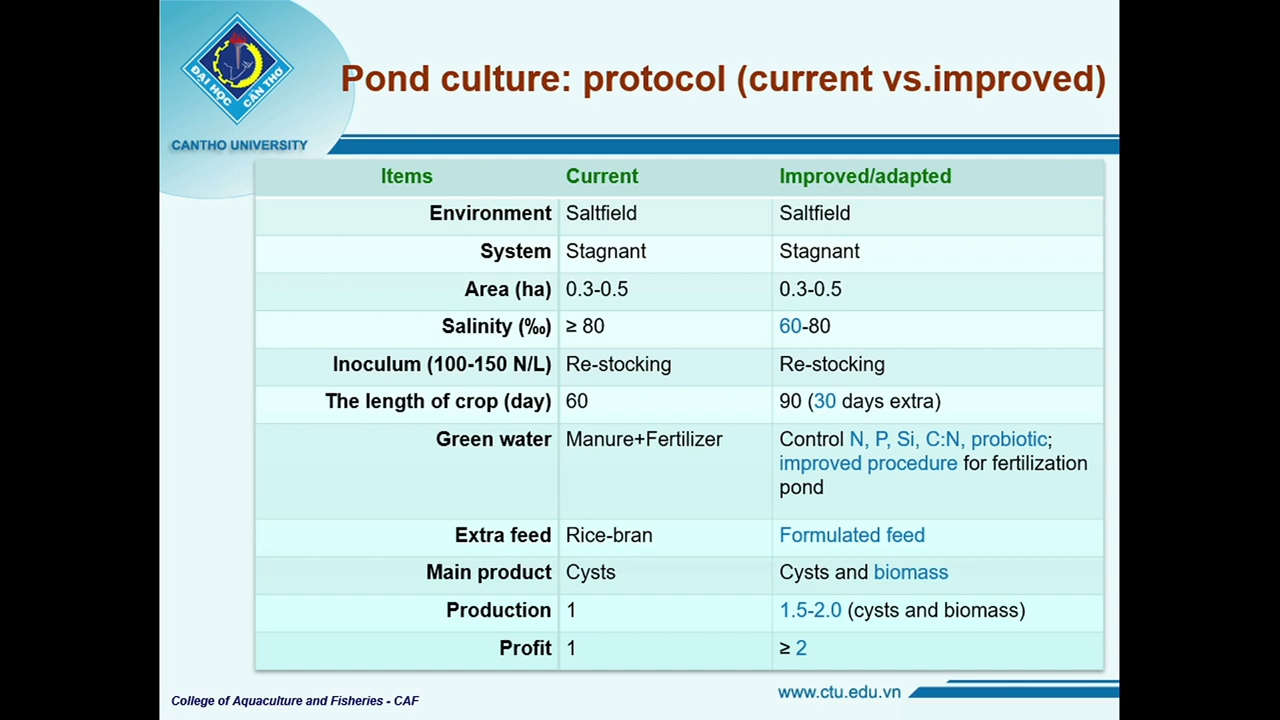 ĐẠI HỌC CẦN THƠ
CANTHO UNIVERSITY
Pond culture: protocol (current vs.improved)
Items Current Improved/adapted
Environment Saltfield Saltfield
System Stagnant Stagnant
Area (ha) 0.3-0.5 0.3-0.5
Salinity (‰) ≥ 80 60-80
Inoculum (100-150 N/L) Re-stocking Re-stocking
The length of crop (day) 60 90 (30 days extra)
Green water Manure+Fertilizer Control N, P, Si, C:N, probiotic;
improved procedure for fertilization
pond
Extra feed Rice-bran Formulated feed
Main product Cysts Cysts and biomass
Production 1 1.5-2.0 (cysts and biomass)
Profit 1 ≥ 2
College of Aquaculture and Fisheries - CAF
www.ctu.edu.vn